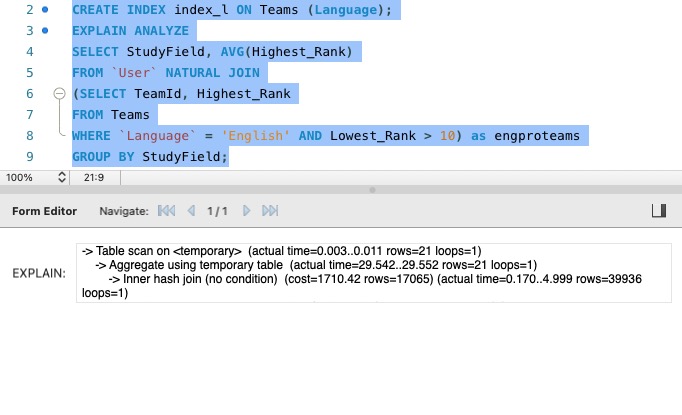 2 CREATE INDEX index_l ON Teams (Language);
3 EXPLAIN ANALYZE
4 SELECT StudyField, AVG(Highest_Rank)
5 FROM `User` NATURAL JOIN
6 (SELECT TeamId, Highest_Rank
7 FROM Teams
8 WHERE `Language` = 'English' AND Lowest_Rank > 10) as engproteams
9 GROUP BY StudyField;
100% 21:9
Form Editor Navigate: 1 / 1
EXPLAIN:
-> Table scan on <temporary> (actual time=0.003..0.011 rows=21 loops=1)
-> Aggregate using temporary table (actual time=29.542..29.552 rows=21 loops=1)
-> Inner hash join (no condition) (cost=1710.42 rows=17065) (actual time=0.170..4.999 rows=39936
loops=1)